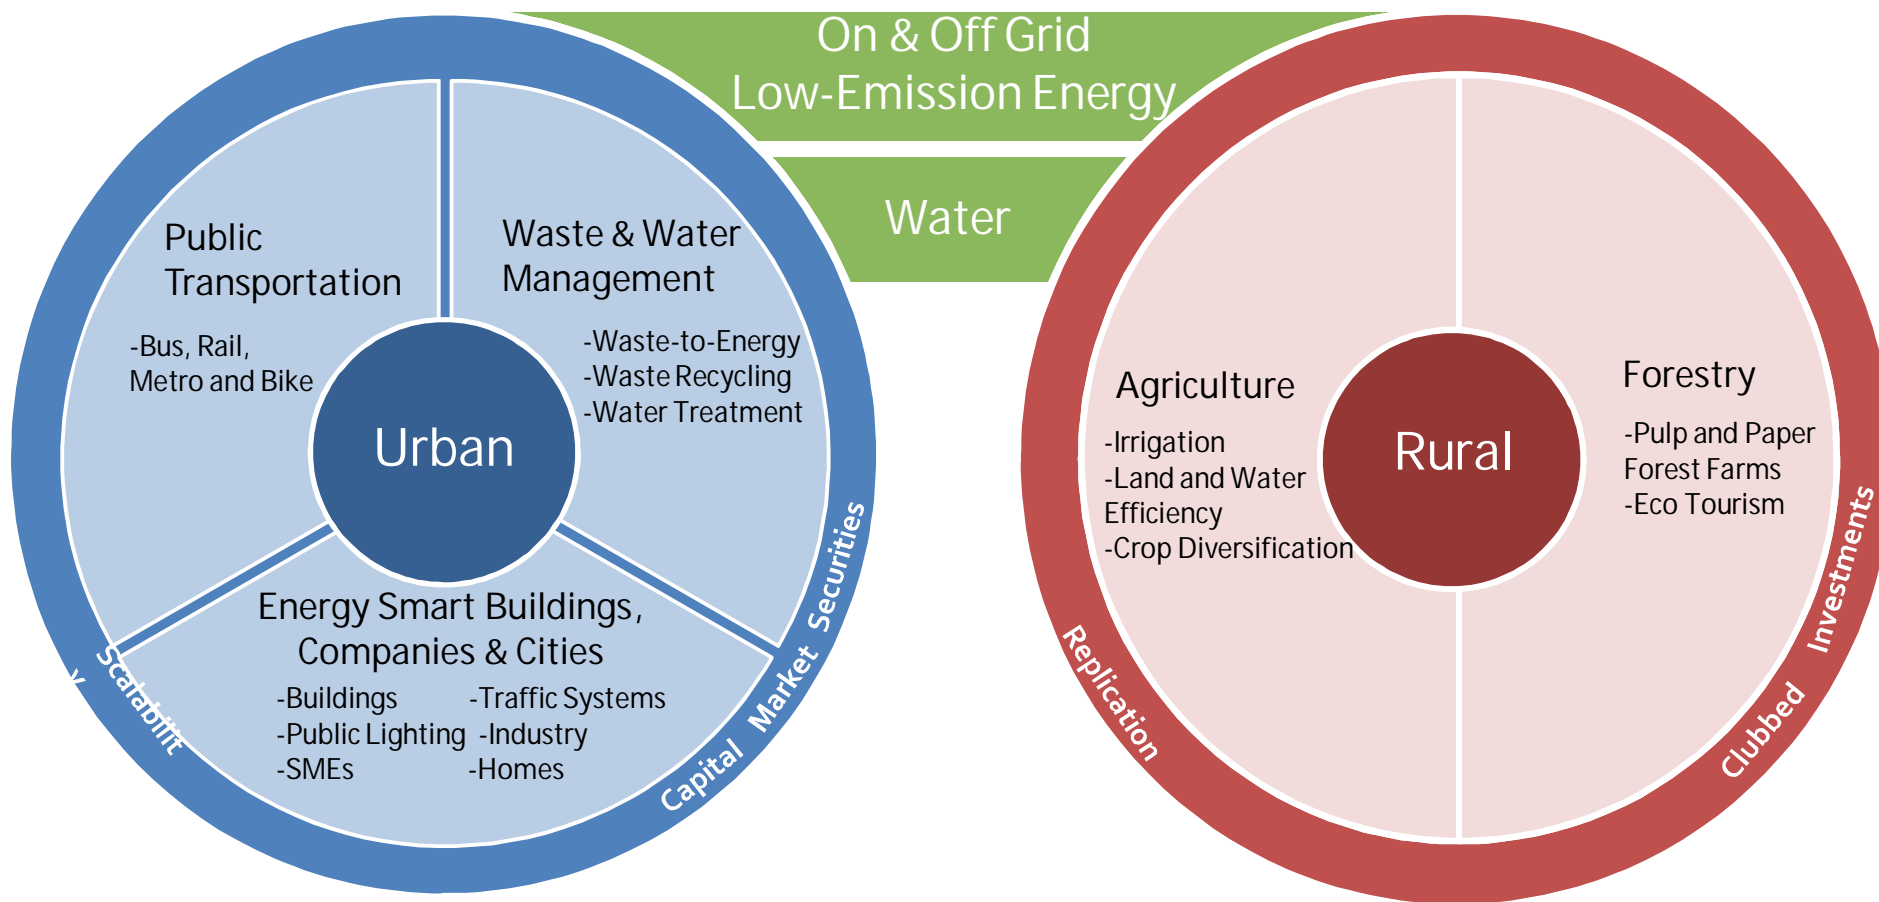 On & Off Grid
Low-Emission Energy
Water
Public
Transportation
-Bus, Rail,
Metro and Bike
Waste & Water
Management
-Waste-to-Energy
-Waste Recycling
-Water Treatment
Urban
Energy Smart Buildings,
Companies & Cities
-Buildings
-Public Lighting
-SMEs
-Traffic Systems
-Industry
-Homes
Scalabilit
y
Capital Market Securities
Agriculture
-Irrigation
-Land and Water
Efficiency
-Crop Diversification
Rural
Forestry
-Pulp and Paper
Forest Farms
-Eco Tourism
Replication
Clubbed Investments